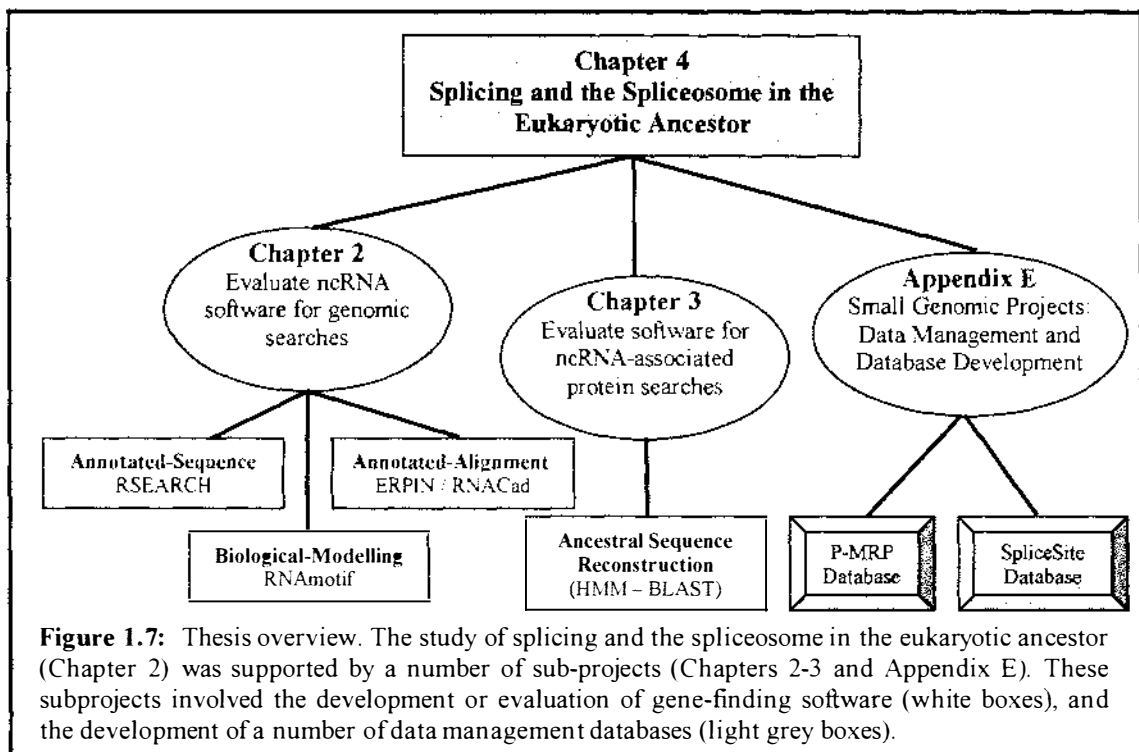 Chapter 4
Splicing and the Spliceosome in the
Eukaryotic Ancestor
Chapter 2
Evaluate ncRNA
software for genomic
searches
Chapter 3
Evaluate software for
ncRNA-associated
protein searches
Appendix E
Small Genomic Projects:
Data Management and
Database Development
Annotated-Sequence
RSEARCH
Annotated-Alignment
ERPIN / RNACad
Biological-Modelling
RNAmotif
Ancestral Sequence
Reconstruction
(HMM – BLAST)
P-MRP
Database
SpliceSite
Database
Figure 1.7: Thesis overview. The study of splicing and the spliceosome in the eukaryotic ancestor
(Chapter 2) was supported by a number of sub-projects (Chapters 2-3 and Appendix E). These
subprojects involved the development or evaluation of gene-finding software (white boxes), and
the development of a number of data management databases (light grey boxes).